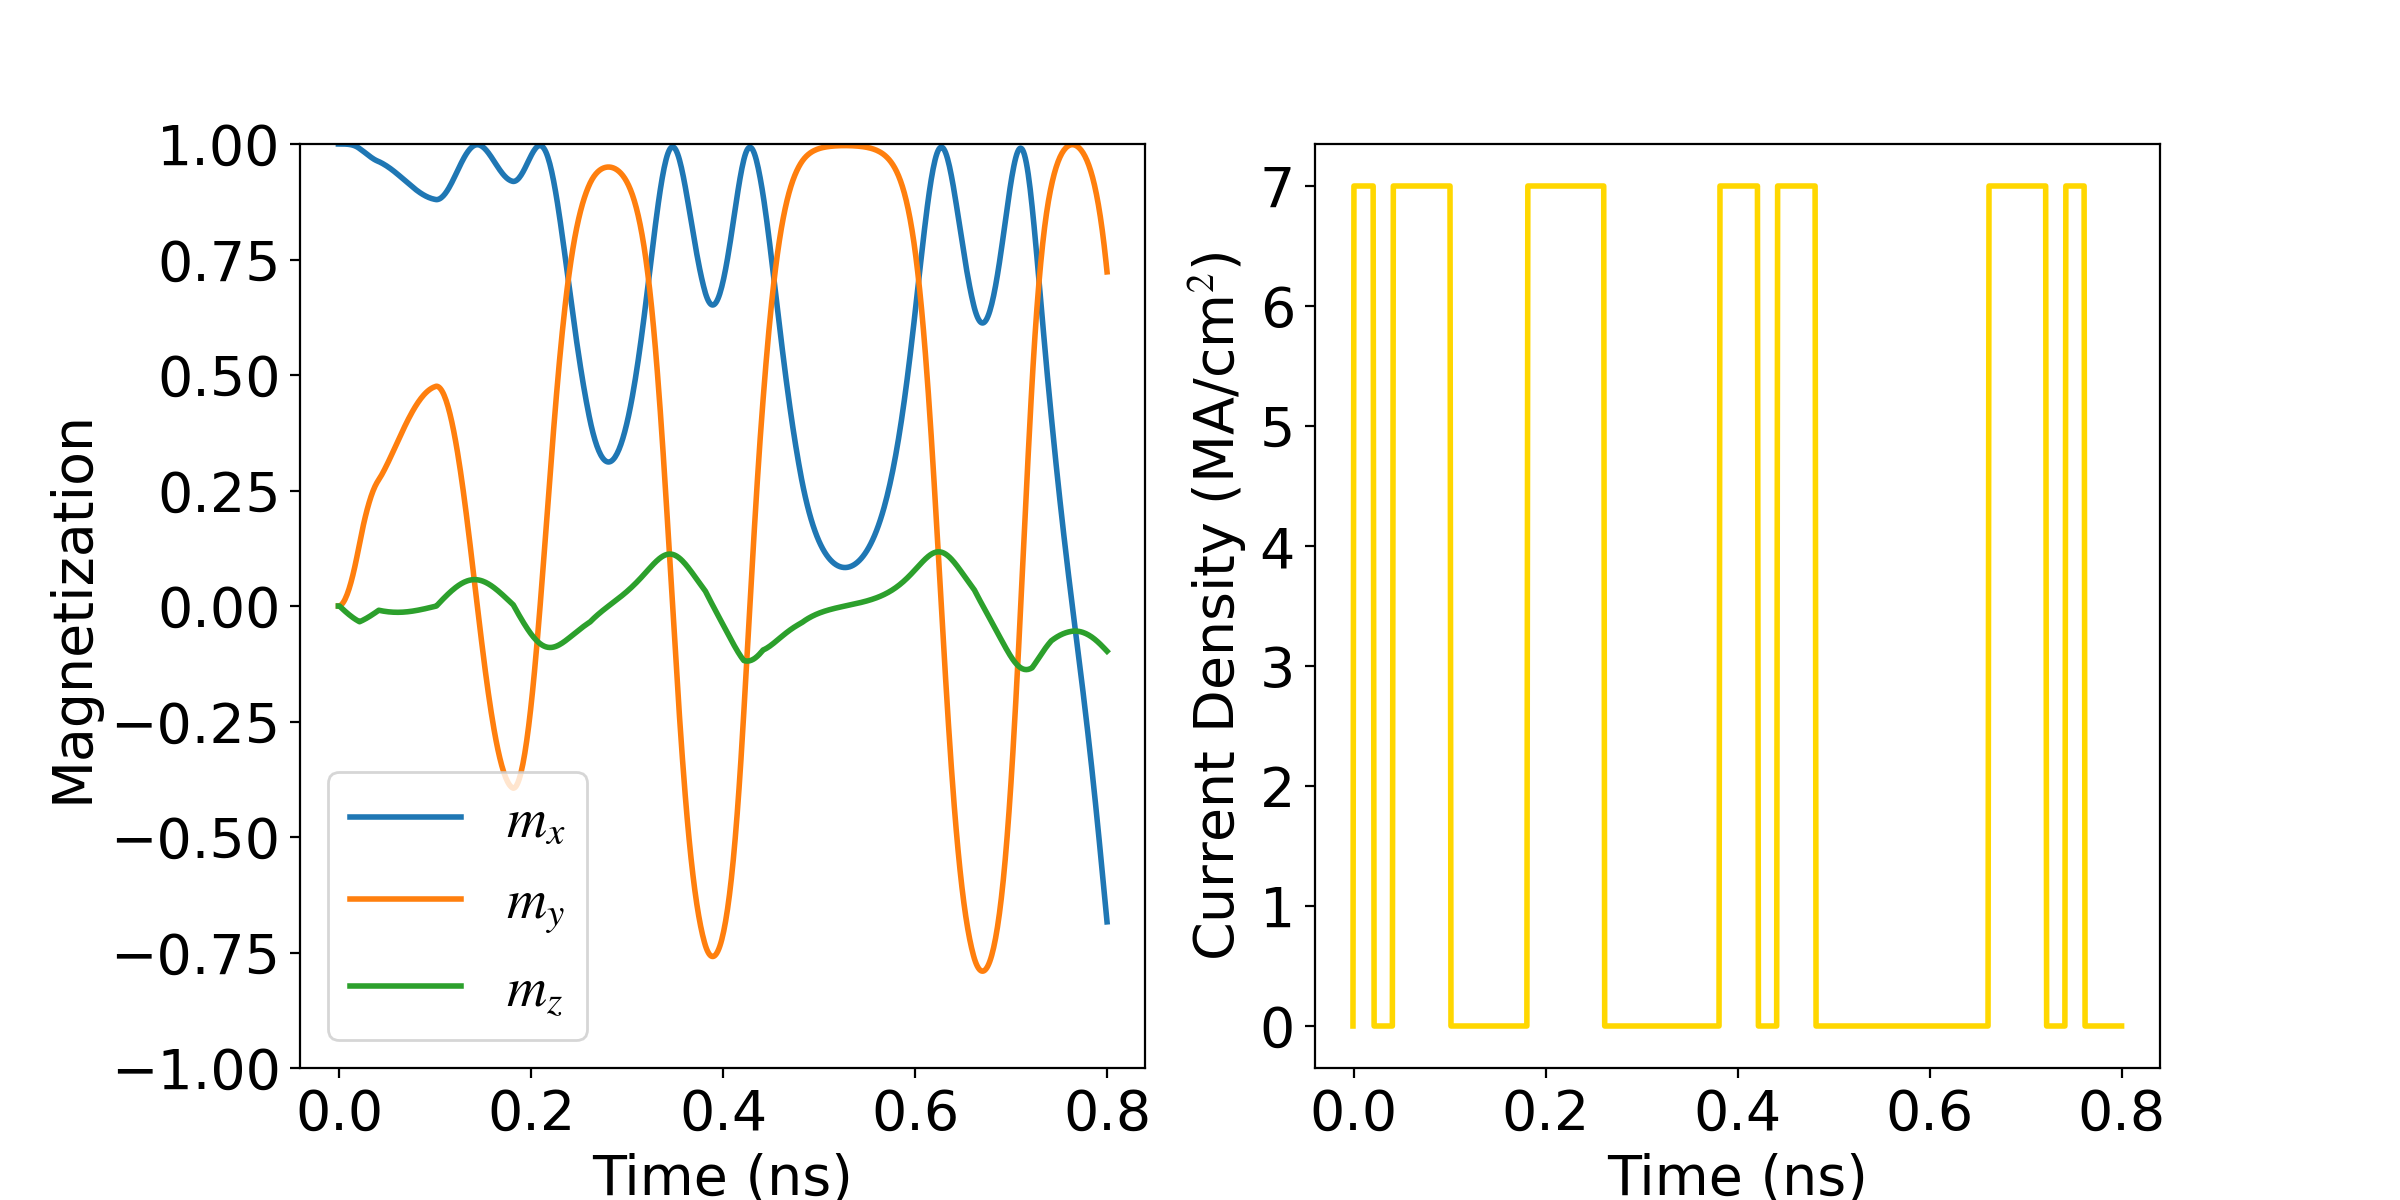 1.00
0.75
0.50
0.25
0.00
−0.25
−0.50
−0.75
−1.00
Magnetization
0.0 0.2 0.4 0.6 0.8
Time (ns)
m_x
m_y
m_z
7
6
5
4
3
2
1
0
Current Density (MA/cm²)
0.0 0.2 0.4 0.6 0.8
Time (ns)